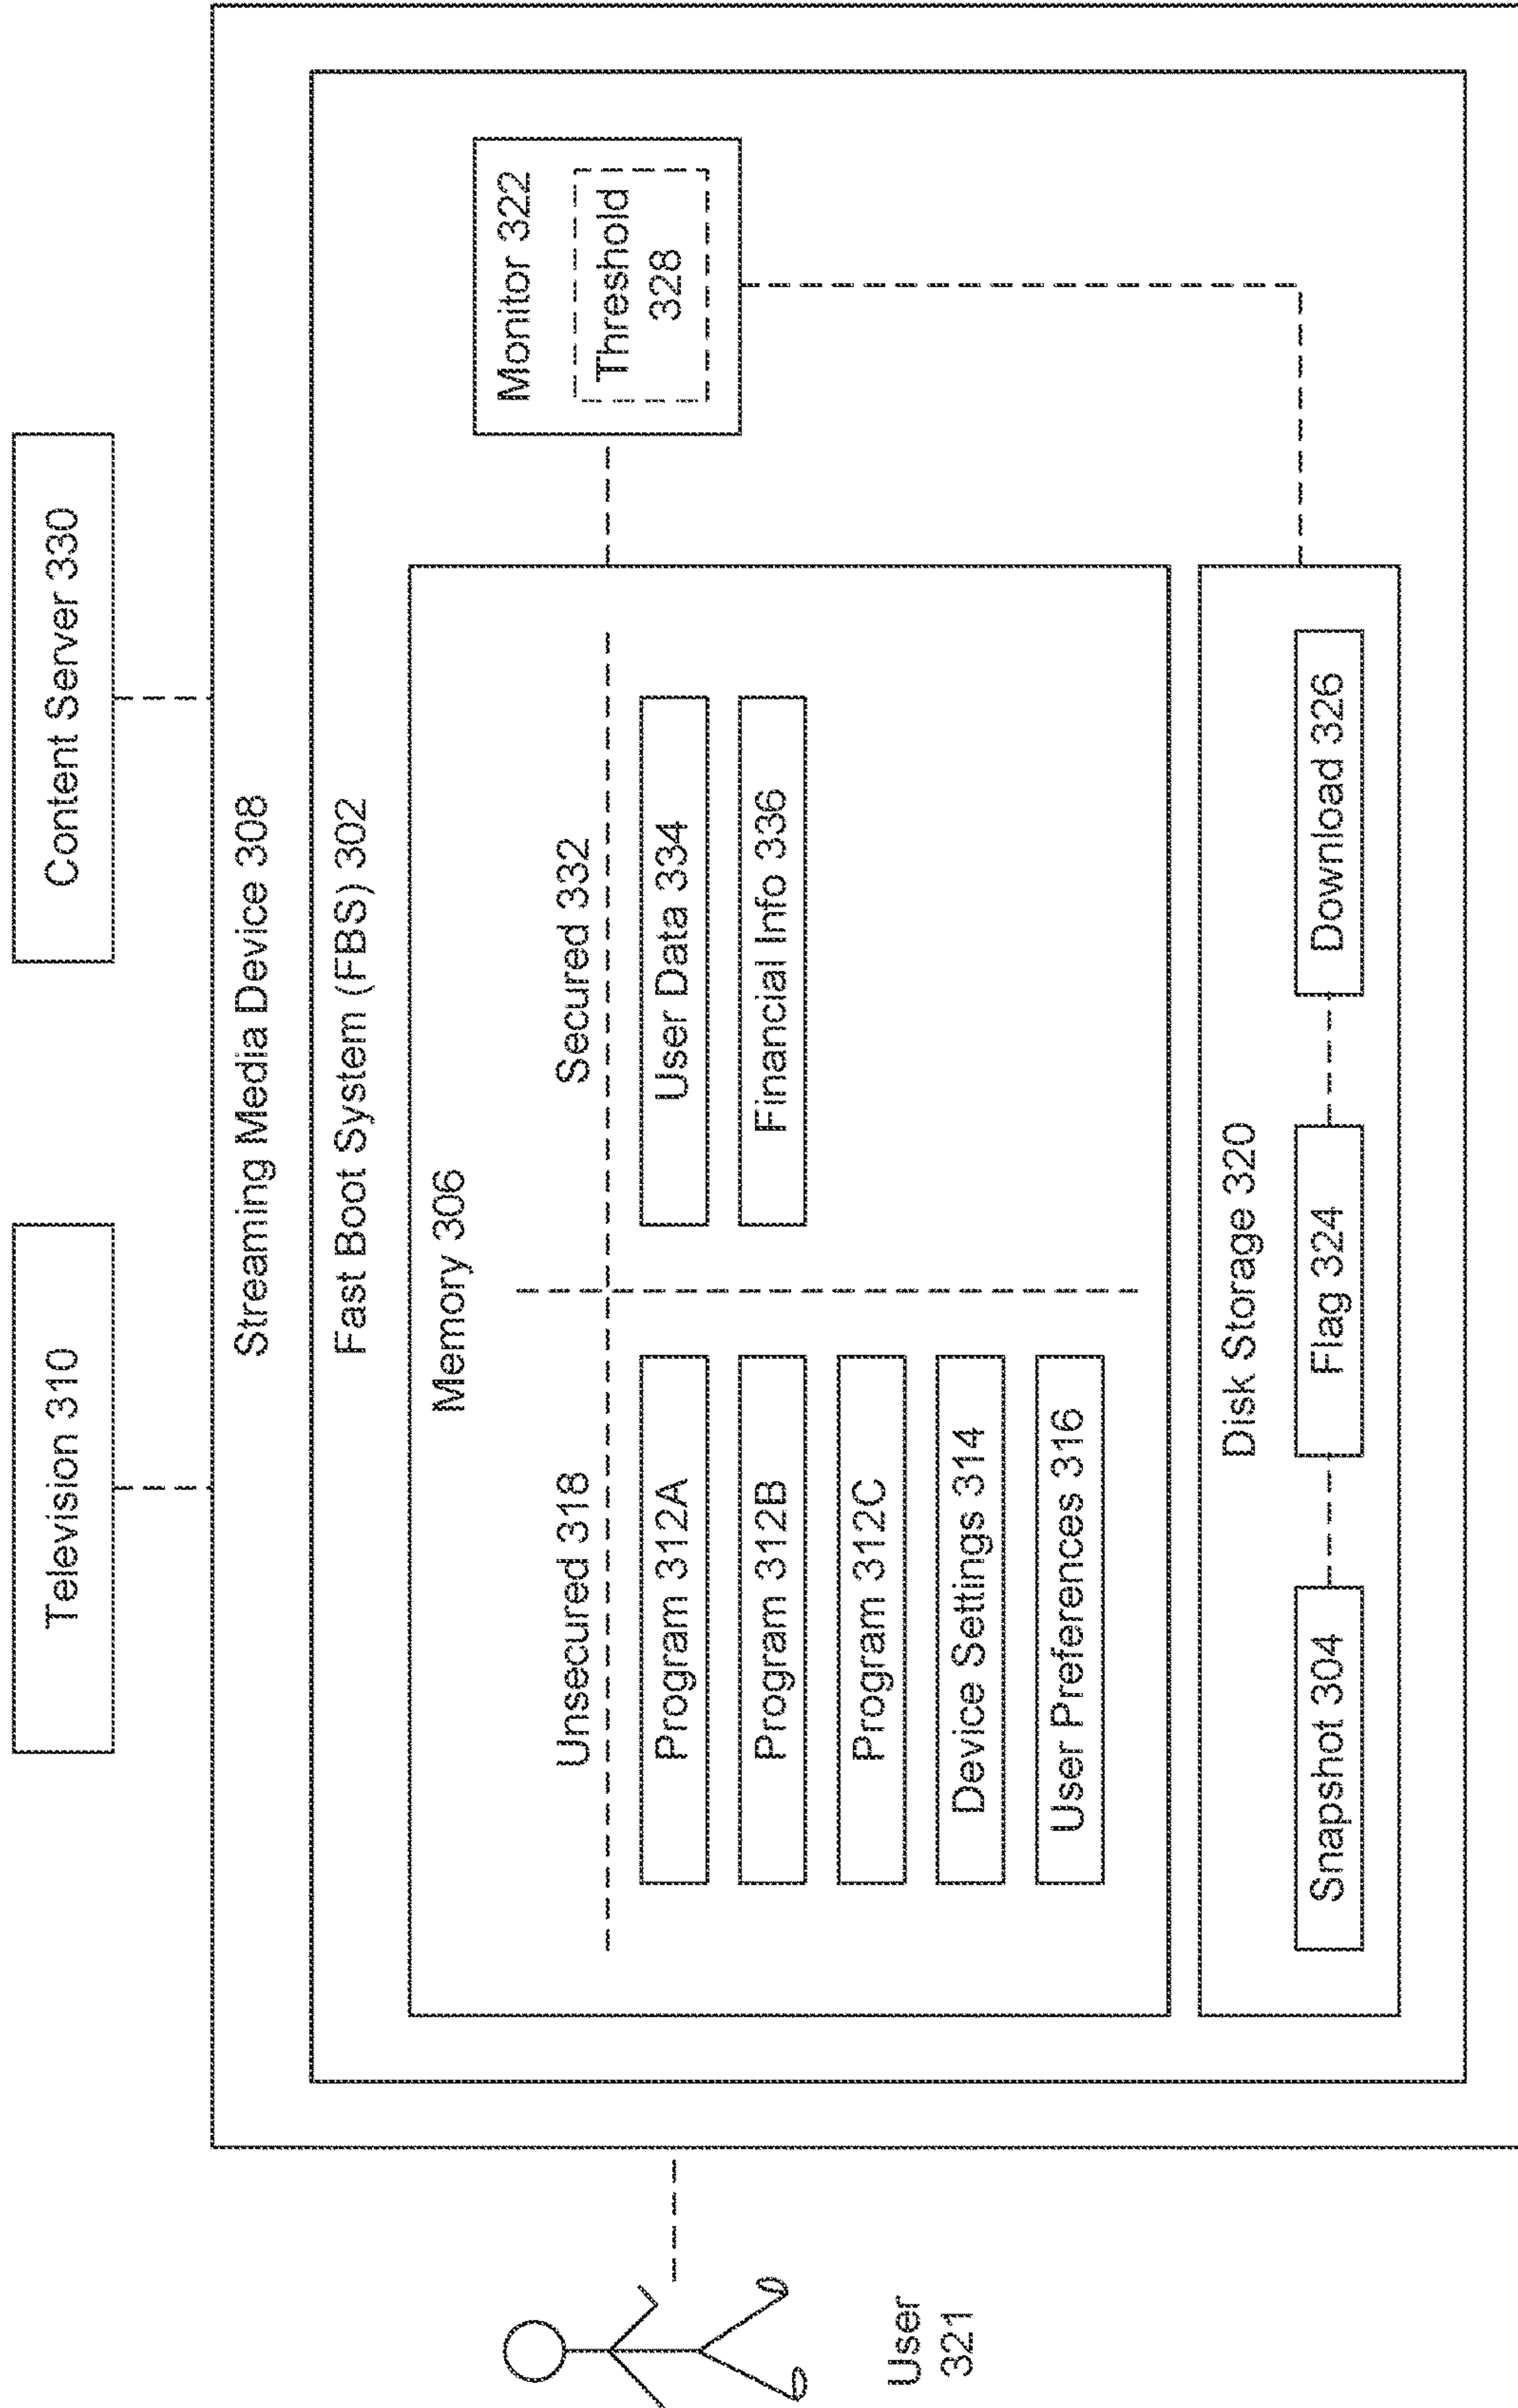 Television 310
Content Server 330
Streaming Media Device 308
Fast Boot System (FBS) 302
Memory 306
Unsecured 318
Program 312A
Program 312B
Program 312C
Device Settings 314
User Preferences 316
Secured 332
User Data 334
Financial Info 336
Monitor 322
Threshold
328
Disk Storage 320
Snapshot 304
Flag 324
Download 326
User
321